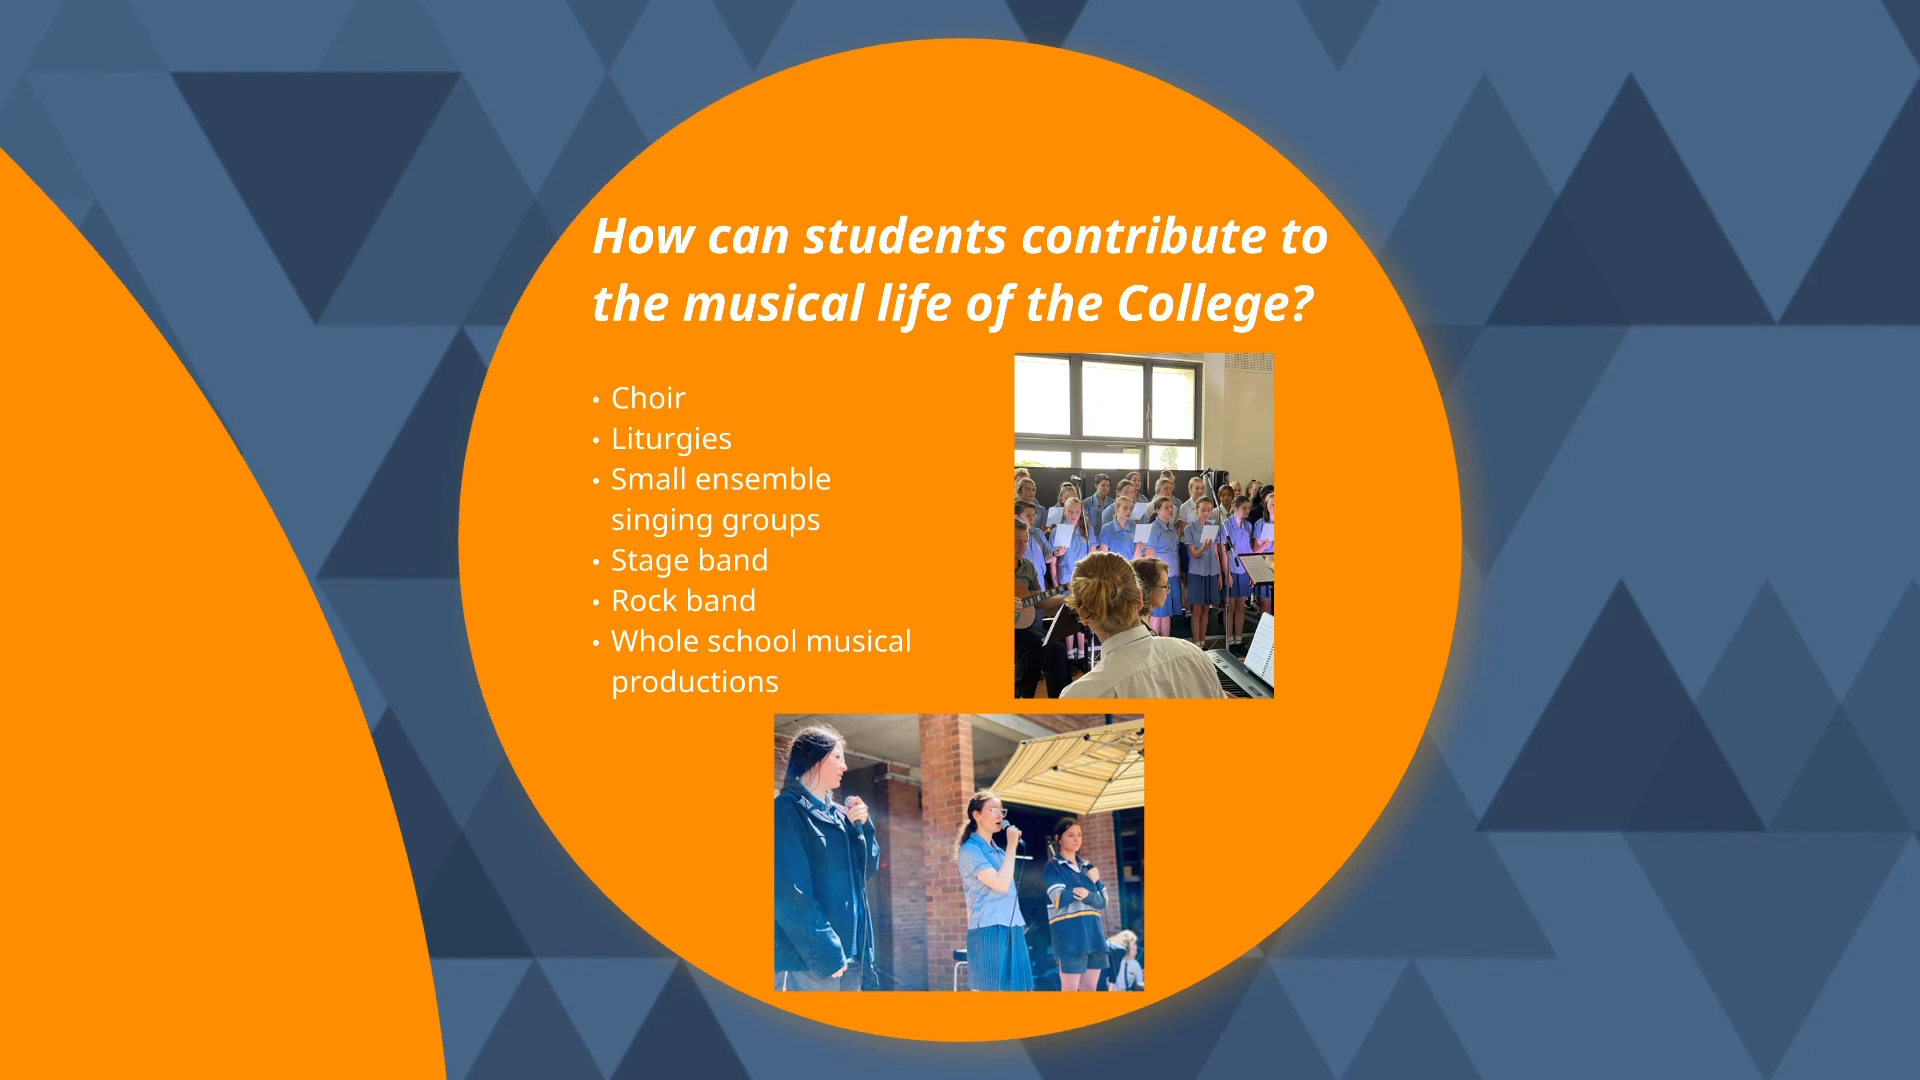 How can students contribute to
the musical life of the College?
• Choir
• Liturgies
• Small ensemble
singing groups
• Stage band
• Rock band
• Whole school musical
productions